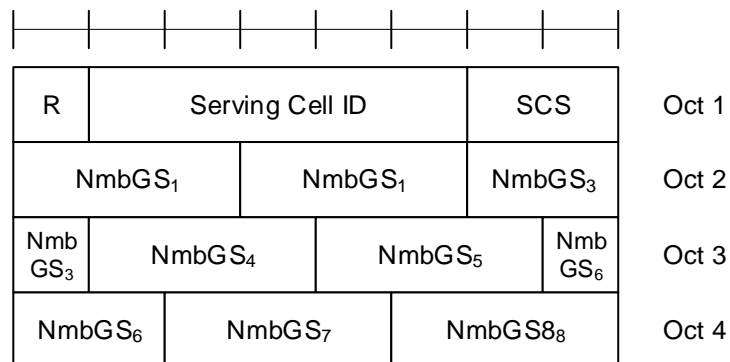 R Serving Cell ID SCS Oct 1
NmbGS₁ NmbGS₁ NmbGS₃ Oct 2
Nmb GS₃ NmbGS₄ NmbGS₅ Nmb GS₆ Oct 3
NmbGS₆ NmbGS₇ NmbGS8₈ Oct 4